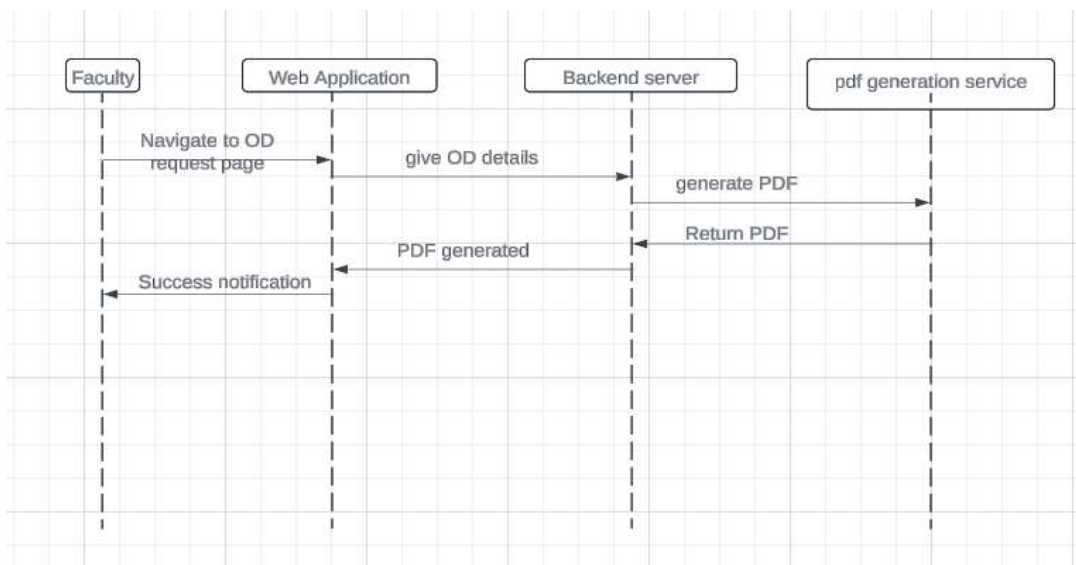 Faculty
Web Application
Backend server
pdf generation service
Navigate to OD
request page
give OD details
generate PDF
Return PDF
PDF generated
Success notification